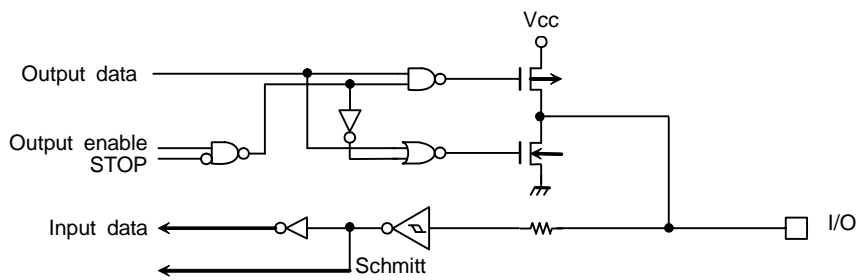 Vcc
Output data
Output enable
STOP
Input data
I/O
Schmitt